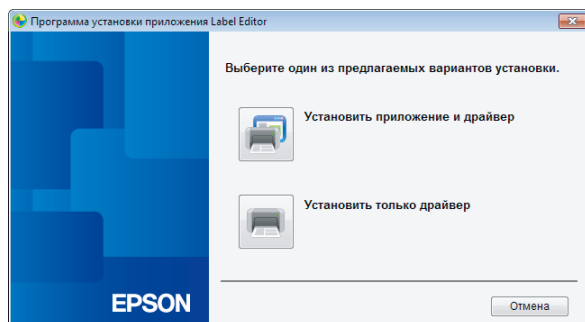 Программа установки приложения Label Editor
Выберите один из предлагаемых вариантов установки.
Установить приложение и драйвер
Установить только драйвер
EPSON
Отмена